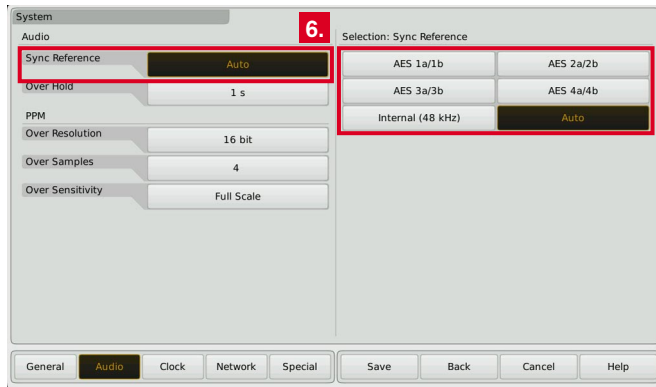 System
6.
Audio
Selection: Sync Reference
Sync Reference
Auto
AES 1a/1b
AES 2a/2b
Over Hold
1 s
AES 3a/3b
AES 4a/4b
PPM
Internal (48 kHz)
Auto
Over Resolution
16 bit
Over Samples
4
Over Sensitivity
Full Scale
General Audio Clock Network Special Save Back Cancel Help